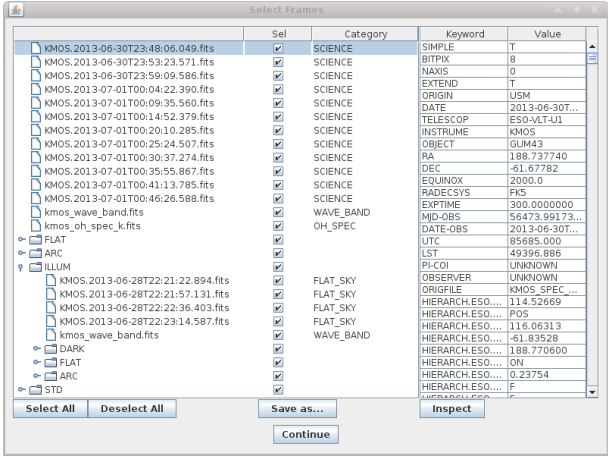 Select Frames
Sel Category Keyword Value
KMOS.2013-06-30T23:48:06.049.fits SCIENCE SIMPLE T
KMOS.2013-06-30T23:53:23.571.fits SCIENCE BITPIX 8
KMOS.2013-06-30T23:59:09.586.fits SCIENCE NAXIS 0
KMOS.2013-07-01T00:04:22.390.fits SCIENCE EXTEND T
KMOS.2013-07-01T00:09:35.560.fits SCIENCE ORIGIN USM
KMOS.2013-07-01T00:14:52.379.fits SCIENCE DATE 2013-06-30T...
KMOS.2013-07-01T00:20:10.285.fits SCIENCE TELESCOP ESO-VLT-U1
KMOS.2013-07-01T00:25:24.507.fits SCIENCE INSTRUME KMOS
KMOS.2013-07-01T00:30:37.274.fits SCIENCE OBJECT GUM43
KMOS.2013-07-01T00:35:55.867.fits SCIENCE RA 188.737740
KMOS.2013-07-01T00:41:13.785.fits SCIENCE DEC -61.67782
KMOS.2013-07-01T00:46:26.588.fits SCIENCE EQUINOX 2000.0
kmos_wave_band.fits WAVE_BAND RADECSYS FK5
kmos_oh_spec_k.fits OH_SPEC EXPTIME 300.0000000
FLAT MJD-OBS 56473.99173...
ARC DATE-OBS 2013-06-30T...
ILLUM UTC 85685.000
KMOS.2013-06-28T22:21:22.894.fits FLAT_SKY LST 49396.886
KMOS.2013-06-28T22:21:57.131.fits FLAT_SKY PI-COI UNKNOWN
KMOS.2013-06-28T22:22:36.403.fits FLAT_SKY OBSERVER UNKNOWN
KMOS.2013-06-28T22:23:14.587.fits FLAT_SKY ORIGFILE KMOS_SPEC_...
kmos_wave_band.fits WAVE_BAND HIERARCH.ESO.... 114.52669
DARK HIERARCH.ESO.... POS
FLAT HIERARCH.ESO.... 116.06313
ARC HIERARCH.ESO.... -61.83528
STD HIERARCH.ESO.... 188.770600
HIERARCH.ESO.... ON
HIERARCH.ESO.... 0.23754
HIERARCH.ESO.... F
Select All Deselect All Save as... Inspect
Continue